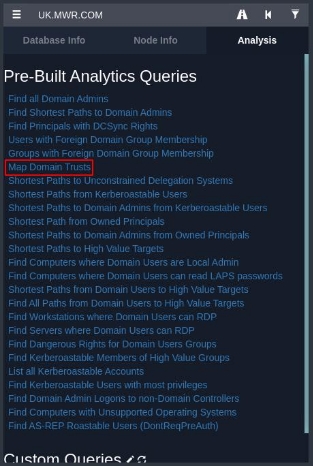 UK.MWR.COM
Database Info Node Info Analysis
Pre-Built Analytics Queries
Find all Domain Admins
Find Shortest Paths to Domain Admins
Find Principals with DCSync Rights
Users with Foreign Domain Group Membership
Groups with Foreign Domain Group Membership
Map Domain Trusts
Shortest Paths to Unconstrained Delegation Systems
Shortest Paths from Kerberoastable Users
Shortest Paths to Domain Admins from Kerberoastable Users
Shortest Path from Owned Principals
Shortest Paths to Domain Admins from Owned Principals
Shortest Paths to High Value Targets
Find Computers where Domain Users are Local Admin
Find Computers where Domain Users can read LAPS passwords
Shortest Paths from Domain Users to High Value Targets
Find All Paths from Domain Users to High Value Targets
Find Workstations where Domain Users can RDP
Find Servers where Domain Users can RDP
Find Dangerous Rights for Domain Users Groups
Find Kerberoastable Members of High Value Groups
List all Kerberoastable Accounts
Find Kerberoastable Users with most privileges
Find Domain Admin Logons to non-Domain Controllers
Find Computers with Unsupported Operating Systems
Find AS-REP Roastable Users (DontReqPreAuth)
Custom Queries